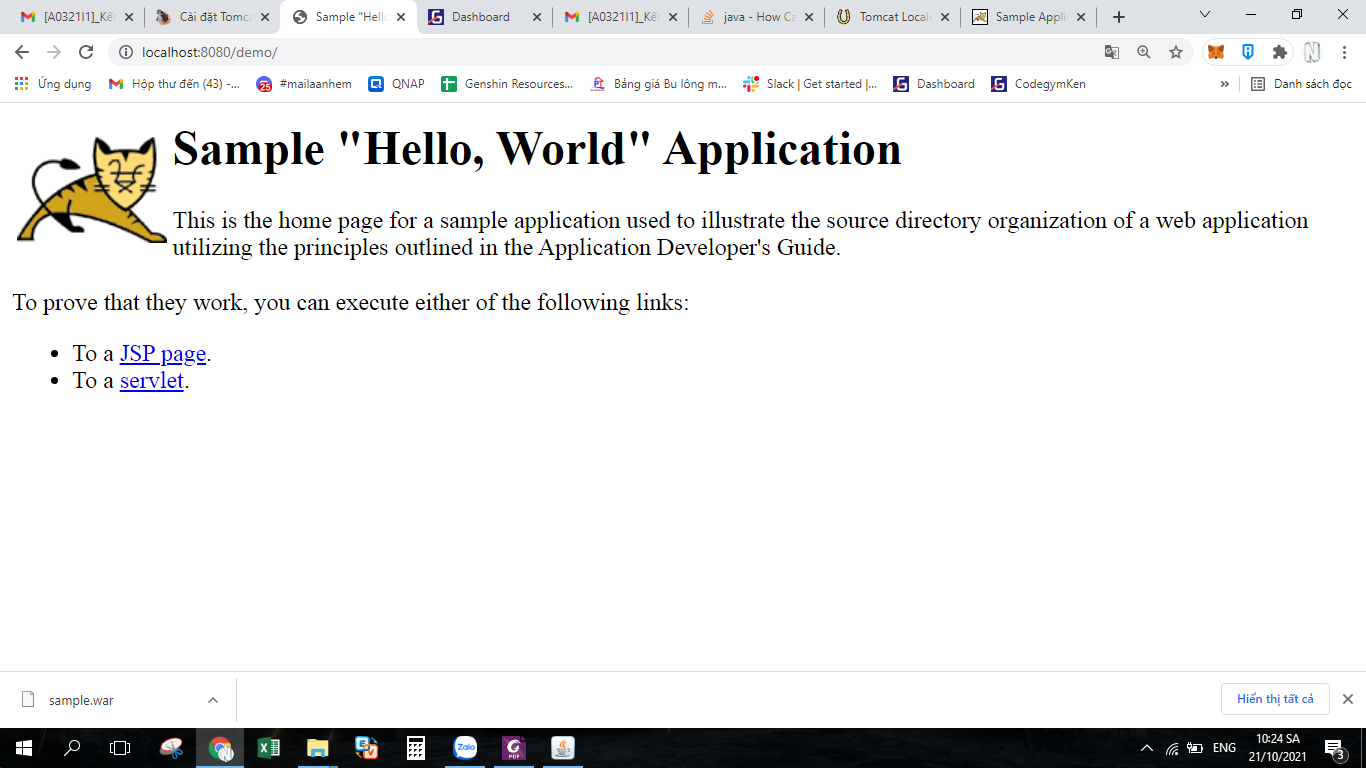 [A0321I1]_Kết
Cài đặt Tomca
Sample "Hello
Dashboard
[A0321I1]_Kết
java - How Ca
Tomcat Locale
Sample Appli
localhost:8080/demo/
Ứng dụng
Hộp thư đến (43) -...
25
#mailaanhem
QNAP
Genshin Resources...
Bảng giá Bu lông m...
Slack | Get started |...
Dashboard
CodegymKen
»
Danh sách đọc
Sample "Hello, World" Application
This is the home page for a sample application used to illustrate the source directory organization of a web application
utilizing the principles outlined in the Application Developer's Guide.
To prove that they work, you can execute either of the following links:
• To a JSP page.
• To a servlet.
sample.war
Hiển thị tất cả
Zalo
PDF
ENG
10:24 SA
21/10/2021
3